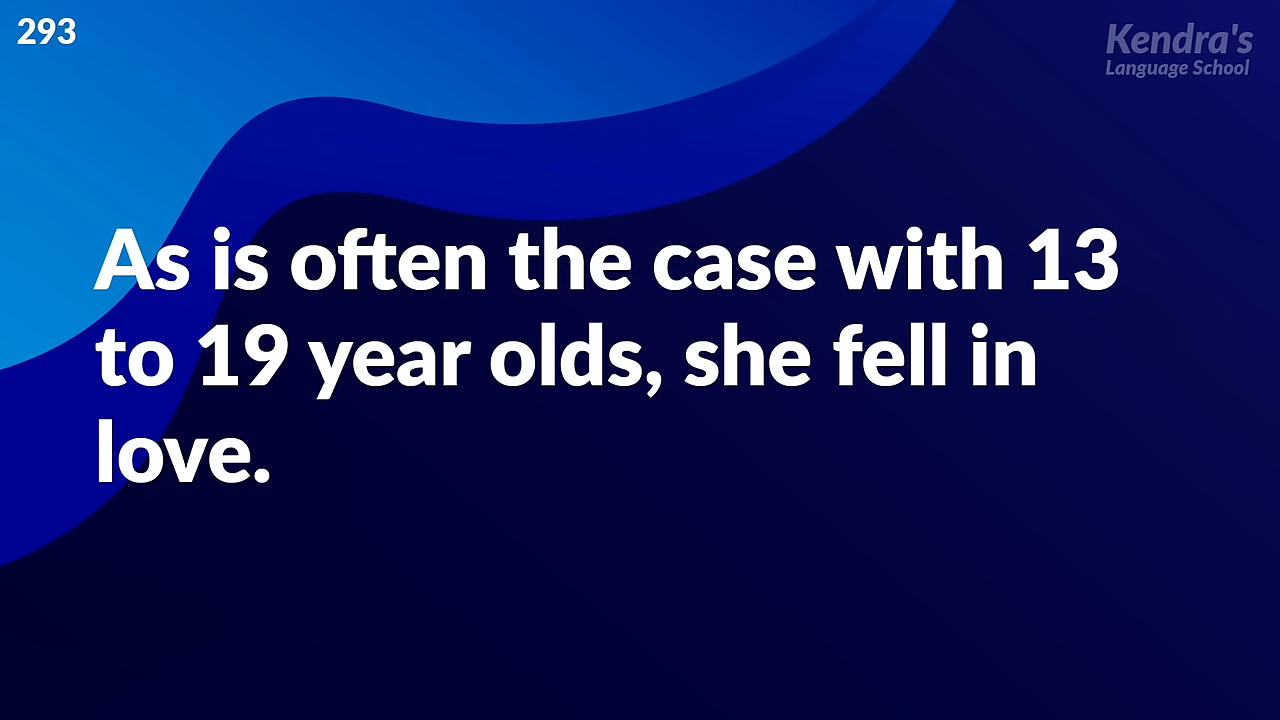 293
Kendra's
Language School
As is often the case with 13
to 19 year olds, she fell in
love.